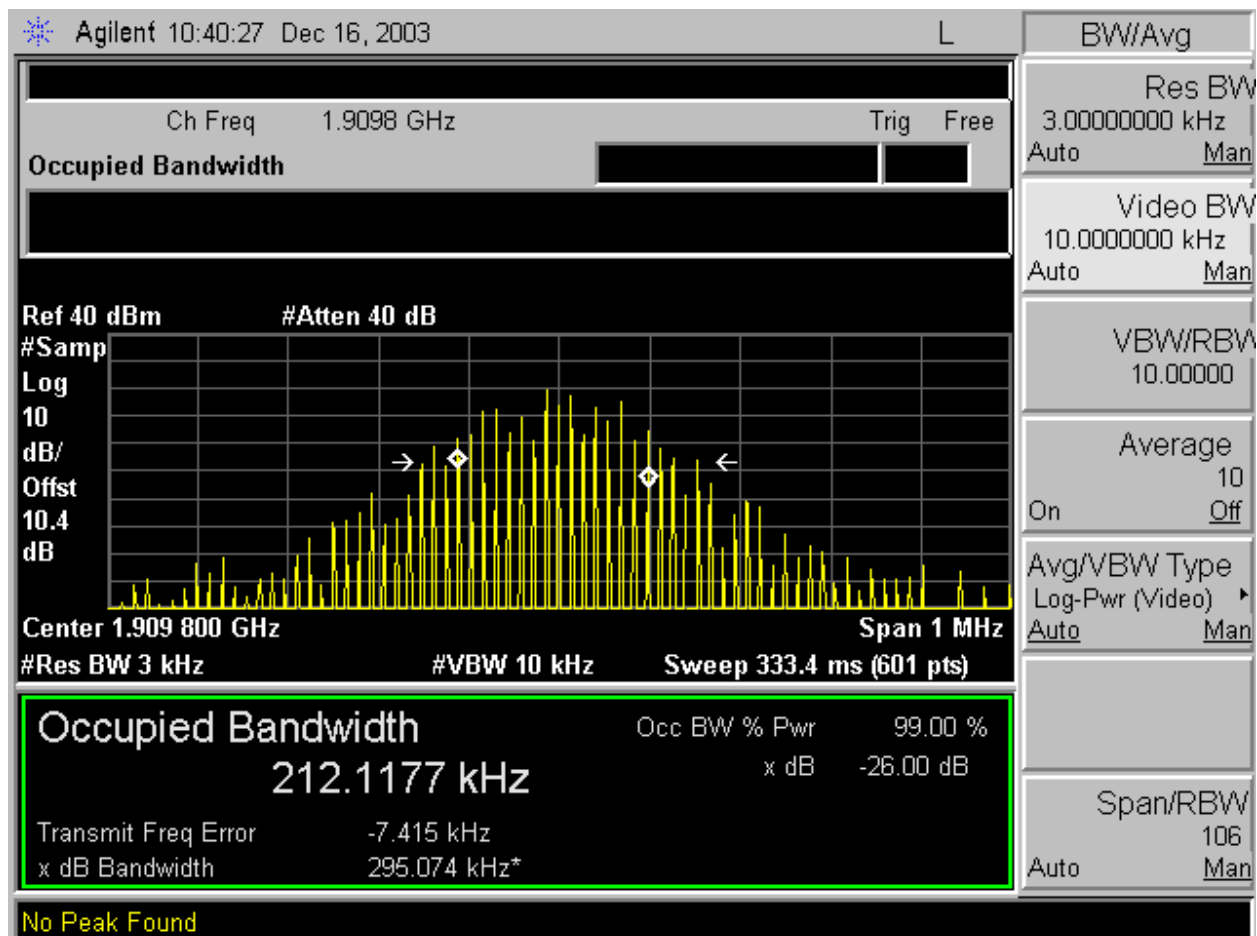 Agilent 10:40:27 Dec 16, 2003 L
BW/Avg
Ch Freq 1.9098 GHz Trig Free
Occupied Bandwidth
Ref 40 dBm #Atten 40 dB
#Samp
Log
10
dB/
Offst
10.4
dB
Center 1.909 800 GHz Span 1 MHz
#Res BW 3 kHz #VBW 10 kHz Sweep 333.4 ms (601 pts)
Occupied Bandwidth
212.1177 kHz
Occ BW % Pwr 99.00 %
x dB -26.00 dB
Transmit Freq Error -7.415 kHz
x dB Bandwidth 295.074 kHz*
No Peak Found
Res BW
3.00000000 kHz
Auto Man
Video BW
10.0000000 kHz
Auto Man
VBW/RBW
10.00000
Average
10
On Off
Avg/VBW Type
Log-Pwr (Video)
Auto Man
Span/RBW
106
Auto Man